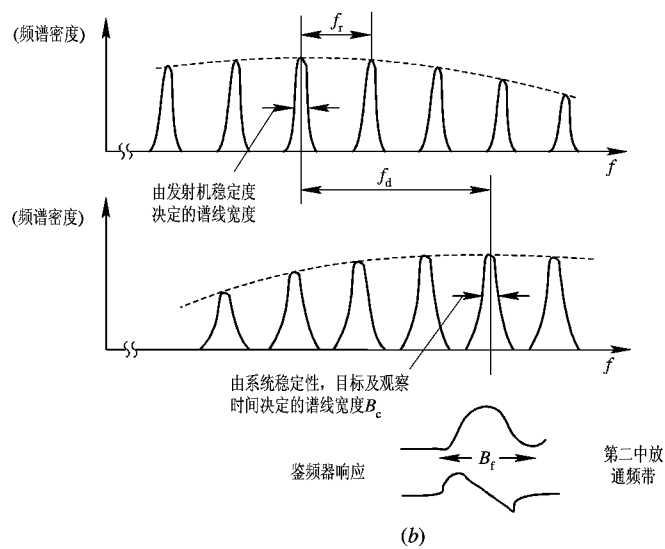 (频谱密度)
f_r
由发射机稳定度
决定的谱线宽度
f
f_d
(频谱密度)
f
由系统稳定性，目标及观察
时间决定的谱线宽度B_c
鉴频器响应
B_f
第二中放
通频带
(b)